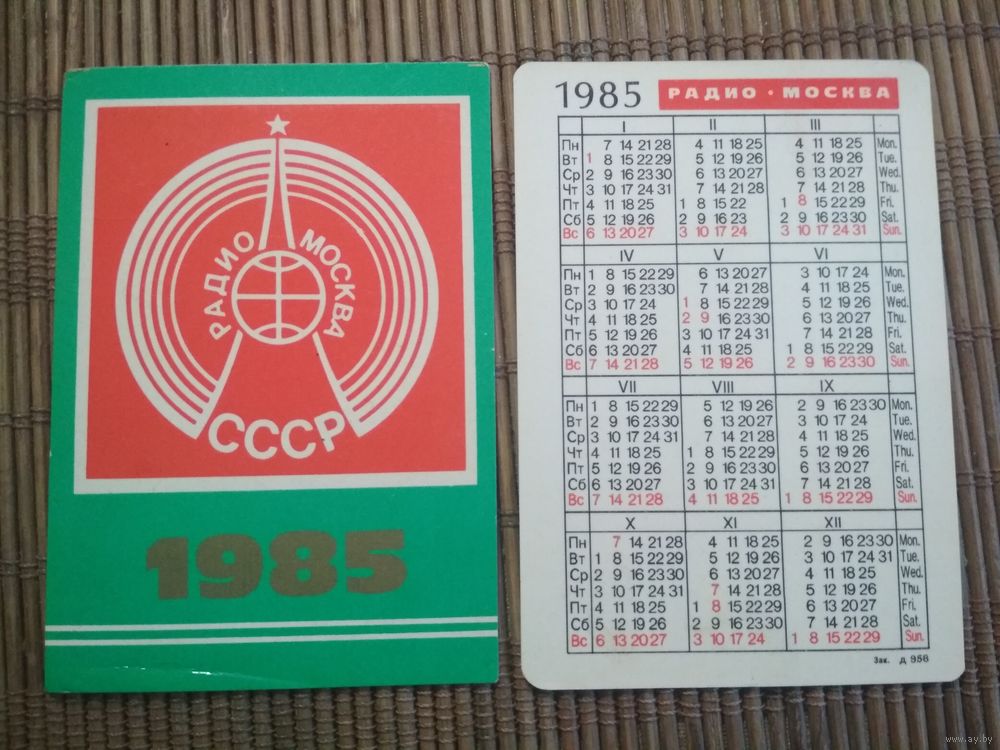 РАДИО МОСКВА
СССР
1985
1985 РАДИО · МОСКВА
I II III
Пн 7 14 21 28 4 11 18 25 4 11 18 25 Mon.
Вт 1 8 15 22 29 5 12 19 26 5 12 19 26 Tue.
Ср 2 9 16 23 30 6 13 20 27 6 13 20 27 Wed.
Чт 3 10 17 24 31 7 14 21 28 7 14 21 28 Thu.
Пт 4 11 18 25 1 8 15 22 1 8 15 22 29 Fri.
Сб 5 12 19 26 2 9 16 23 2 9 16 23 30 Sat.
Вс 6 13 20 27 3 10 17 24 3 10 17 24 31 Sun.
IV V VI
Пн 1 8 15 22 29 6 13 20 27 3 10 17 24 Mon.
Вт 2 9 16 23 30 7 14 21 28 4 11 18 25 Tue.
Ср 3 10 17 24 1 8 15 22 29 5 12 19 26 Wed.
Чт 4 11 18 25 2 9 16 23 30 6 13 20 27 Thu.
Пт 5 12 19 26 3 10 17 24 31 7 14 21 28 Fri.
Сб 6 13 20 27 4 11 18 25 1 8 15 22 29 Sat.
Вс 7 14 21 28 5 12 19 26 2 9 16 23 30 Sun.
VII VIII IX
Пн 1 8 15 22 29 5 12 19 26 2 9 16 23 30 Mon.
Вт 2 9 16 23 30 6 13 20 27 3 10 17 24 Tue.
Ср 3 10 17 24 31 7 14 21 28 4 11 18 25 Wed.
Чт 4 11 18 25 1 8 15 22 29 5 12 19 26 Thu.
Пт 5 12 19 26 2 9 16 23 30 6 13 20 27 Fri.
Сб 6 13 20 27 3 10 17 24 31 7 14 21 28 Sat.
Вс 7 14 21 28 4 11 18 25 1 8 15 22 29 Sun.
X XI XII
Пн 7 14 21 28 4 11 18 25 2 9 16 23 30 Mon.
Вт 1 8 15 22 29 5 12 19 26 3 10 17 24 31 Tue.
Ср 2 9 16 23 30 6 13 20 27 4 11 18 25 Wed.
Чт 3 10 17 24 31 7 14 21 28 5 12 19 26 Thu.
Пт 4 11 18 25 1 8 15 22 29 6 13 20 27 Fri.
Сб 5 12 19 26 2 9 16 23 30 7 14 21 28 Sat.
Вс 6 13 20 27 3 10 17 24 1 8 15 22 29 Sun.
Зак. д 956
www.ay.by